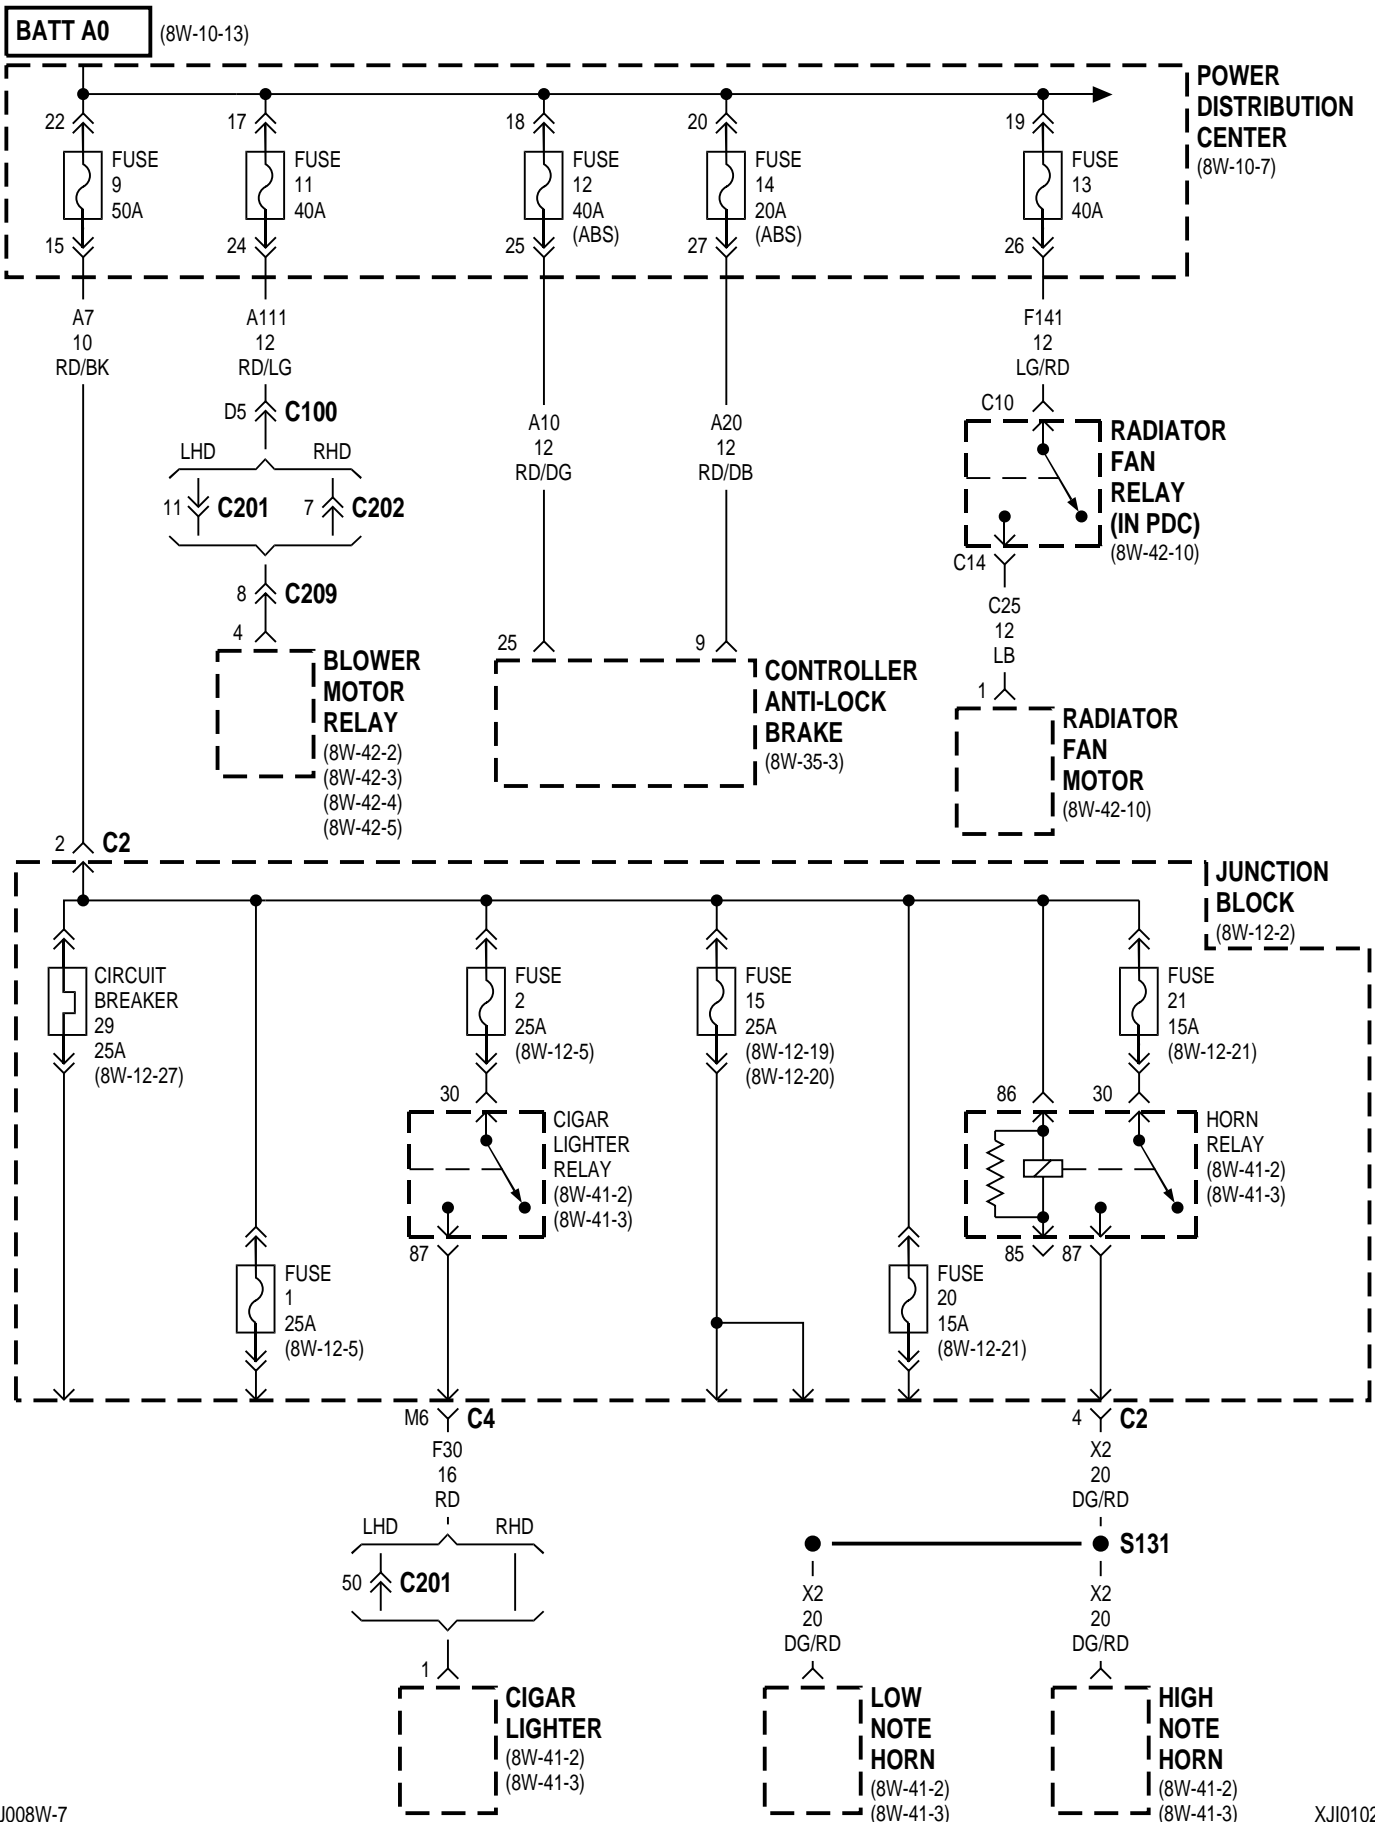 BATT A0
(8W-10-13)
POWER
DISTRIBUTION
CENTER
(8W-10-7)
22
17
18
20
19
FUSE
9
50A
FUSE
11
40A
FUSE
12
40A
(ABS)
FUSE
14
20A
(ABS)
FUSE
13
40A
15
24
25
27
26
A7
10
RD/BK
A111
12
RD/LG
F141
12
LG/RD
D5
C100
A10
12
RD/DG
A20
12
RD/DB
C10
RADIATOR
FAN
RELAY
(IN PDC)
(8W-42-10)
LHD
RHD
11
C201
7
C202
C14
C25
12
LB
8
C209
4
BLOWER
MOTOR
RELAY
(8W-42-2)
(8W-42-3)
(8W-42-4)
(8W-42-5)
25
9
CONTROLLER
ANTI-LOCK
BRAKE
(8W-35-3)
1
RADIATOR
FAN
MOTOR
(8W-42-10)
2
C2
JUNCTION
BLOCK
(8W-12-2)
CIRCUIT
BREAKER
29
25A
(8W-12-27)
FUSE
2
25A
(8W-12-5)
FUSE
15
25A
(8W-12-19)
(8W-12-20)
FUSE
21
15A
(8W-12-21)
30
CIGAR
LIGHTER
RELAY
(8W-41-2)
(8W-41-3)
86
30
HORN
RELAY
(8W-41-2)
(8W-41-3)
87
85
87
FUSE
1
25A
(8W-12-5)
FUSE
20
15A
(8W-12-21)
M6
C4
4
C2
F30
16
RD
X2
20
DG/RD
LHD
RHD
S131
50
C201
X2
20
DG/RD
X2
20
DG/RD
1
CIGAR
LIGHTER
(8W-41-2)
(8W-41-3)
LOW
NOTE
HORN
(8W-41-2)
(8W-41-3)
HIGH
NOTE
HORN
(8W-41-2)
(8W-41-3)
J008W-7
XJI0102